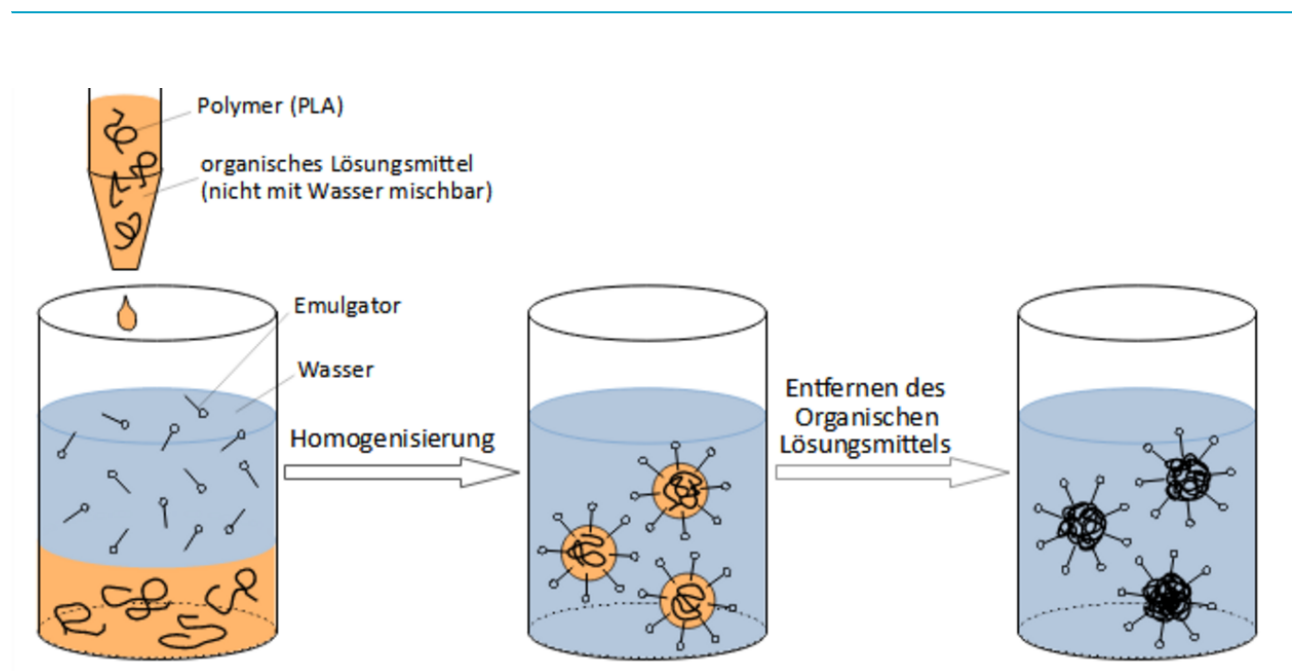 Polymer (PLA)
organisches Lösungsmittel
(nicht mit Wasser mischbar)
Emulgator
Wasser
Homogenisierung
Entfernen des
Organischen
Lösungsmittels